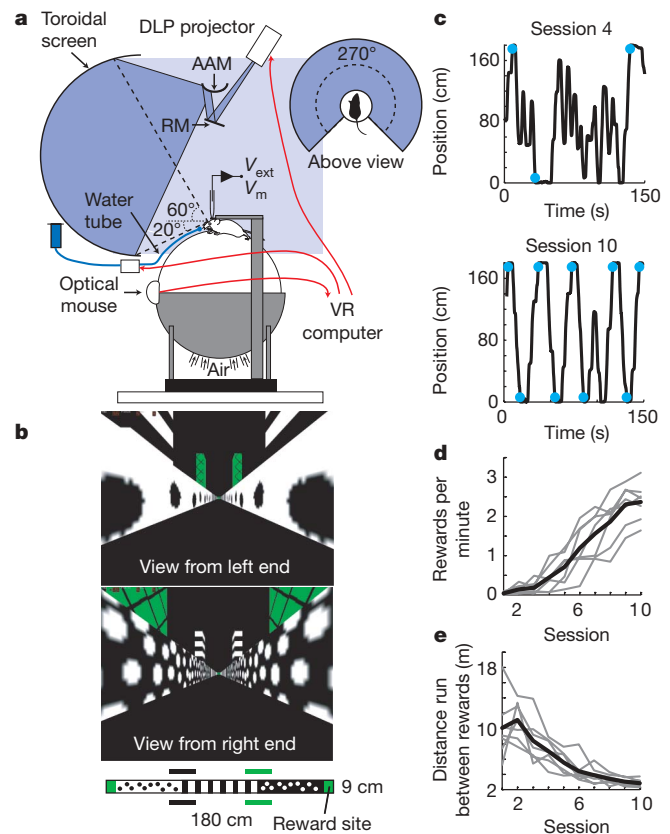 a
Toroidal
screen
DLP projector
AAM
RM
270°
Above view
V ext
V m
60°
20°
Water
tube
Optical
mouse
VR
computer
Air
b
View from left end
View from right end
9 cm
180 cm
Reward site
c
Session 4
Position (cm)
180
80
0
0
150
Time (s)
Session 10
Position (cm)
160
80
0
0
150
Time (s)
d
Rewards per
minute
3
2
1
0
2
6
10
Session
e
Distance run
between rewards (m)
18
14
10
6
2
2
6
10
Session